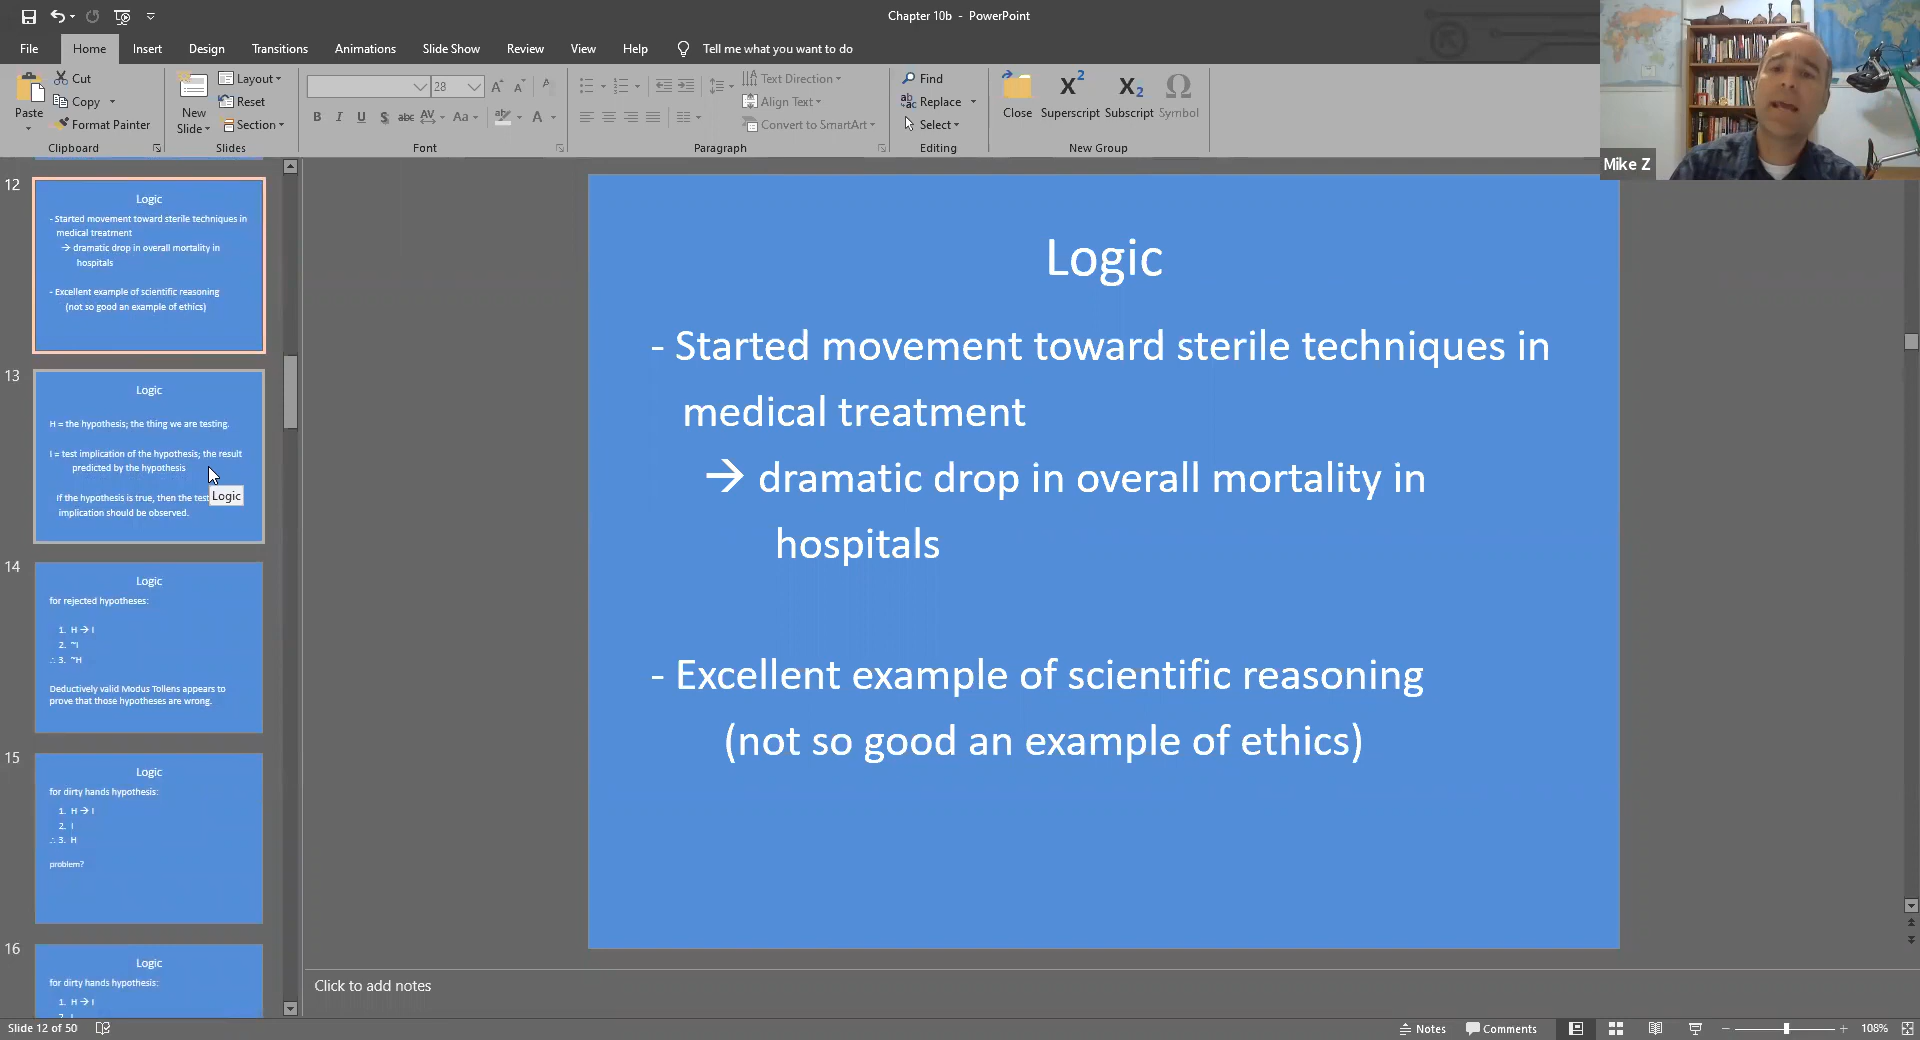 Chapter 10b - PowerPoint
File Home Insert Design Transitions Animations Slide Show Review View Help Tell me what you want to do
Paste
Cut
Copy
Format Painter
Clipboard
New Slide
Layout
Reset
Section
Slides
28
B I U S abc AV Aa A
Font
Text Direction
Align Text
Convert to SmartArt
Paragraph
Find
Replace
Select
Editing
Close
X² Superscript
X₂ Subscript
Ω Symbol
New Group
Mike Z
12
Logic
- Started movement toward sterile techniques in
medical treatment
→ dramatic drop in overall mortality in
hospitals
- Excellent example of scientific reasoning
(not so good an example of ethics)
13
Logic
H = the hypothesis; the thing we are testing.
I = test implication of the hypothesis; the result
predicted by the hypothesis
If the hypothesis is true, then the test
implication should be observed.
Logic
14
Logic
for rejected hypotheses:
1. H → I
2. ~I
∴ 3. ~H
Deductively valid Modus Tollens appears to
prove that those hypotheses are wrong.
15
Logic
for dirty hands hypothesis:
1. H → I
2. I
∴ 3. H
problem?
16
Logic
for dirty hands hypothesis:
1. H → I
Logic
- Started movement toward sterile techniques in
medical treatment
→ dramatic drop in overall mortality in
hospitals
- Excellent example of scientific reasoning
(not so good an example of ethics)
Click to add notes
Slide 12 of 50
Notes
Comments
108%